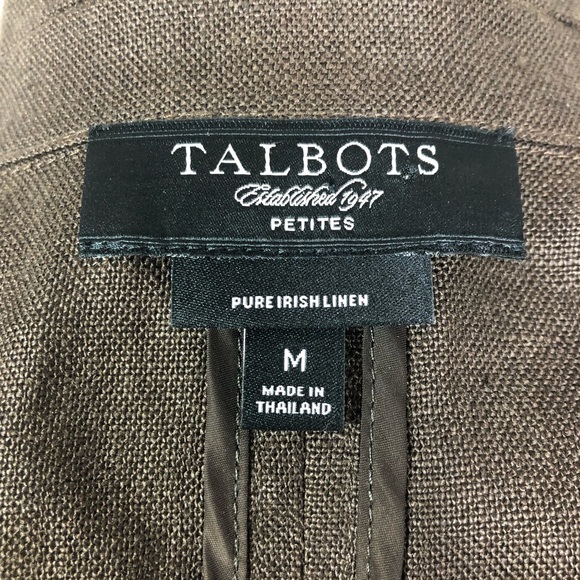 TALBOTS
Established 1947
PETITES
PURE IRISH LINEN
M
MADE IN
THAILAND